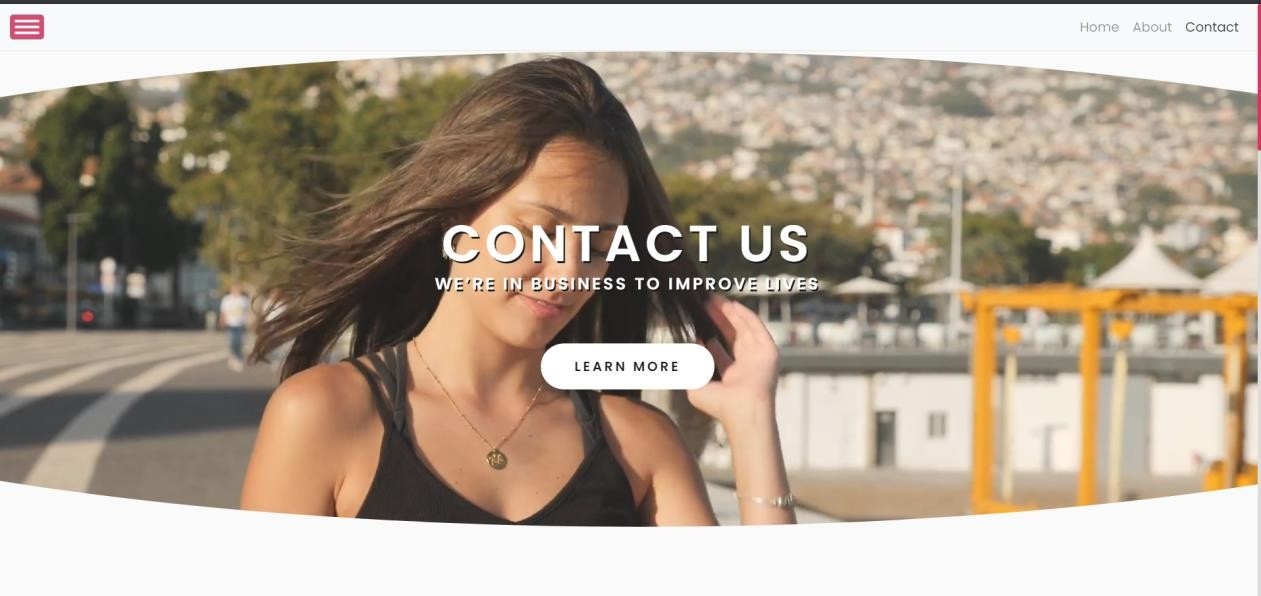 Home About Contact
CONTACT US
WE'RE IN BUSINESS TO IMPROVE LIVES
LEARN MORE